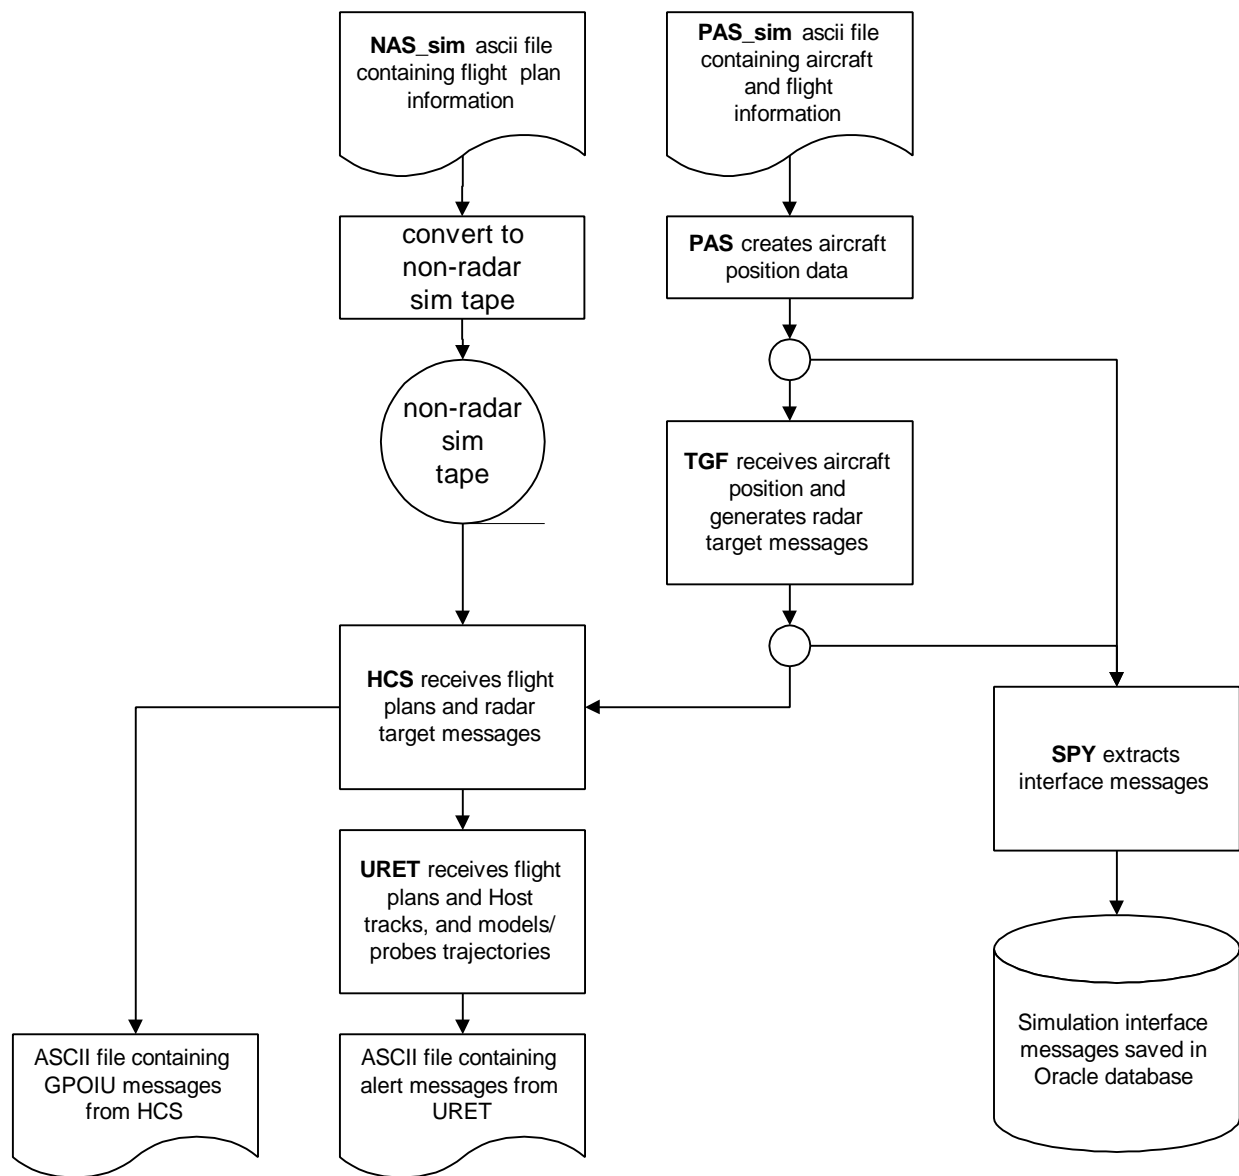 NAS_sim ascii file
containing flight plan
information
PAS_sim ascii file
containing aircraft
and flight
information
convert to
non-radar
sim tape
PAS creates aircraft
position data
non-radar
sim
tape
TGF receives aircraft
position and
generates radar
target messages
HCS receives flight
plans and radar
target messages
SPY extracts
interface messages
URET receives flight
plans and Host
tracks, and models/
probes trajectories
ASCII file containing
GPOIU messages
from HCS
ASCII file containing
alert messages from
URET
Simulation interface
messages saved in
Oracle database